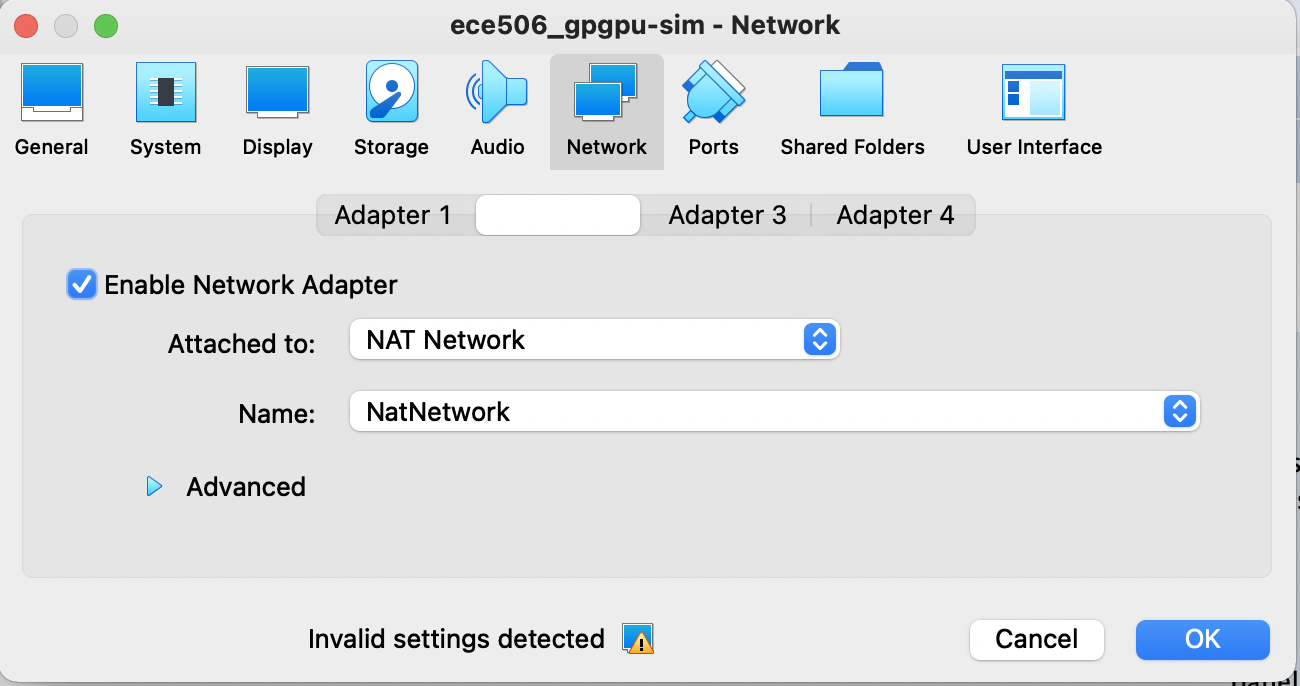 ece506_gpgpu-sim - Network
General System Display Storage Audio Network Ports Shared Folders User Interface
Adapter 1 Adapter 3 Adapter 4
Enable Network Adapter
Attached to: NAT Network
Name: NatNetwork
Advanced
Invalid settings detected Cancel OK